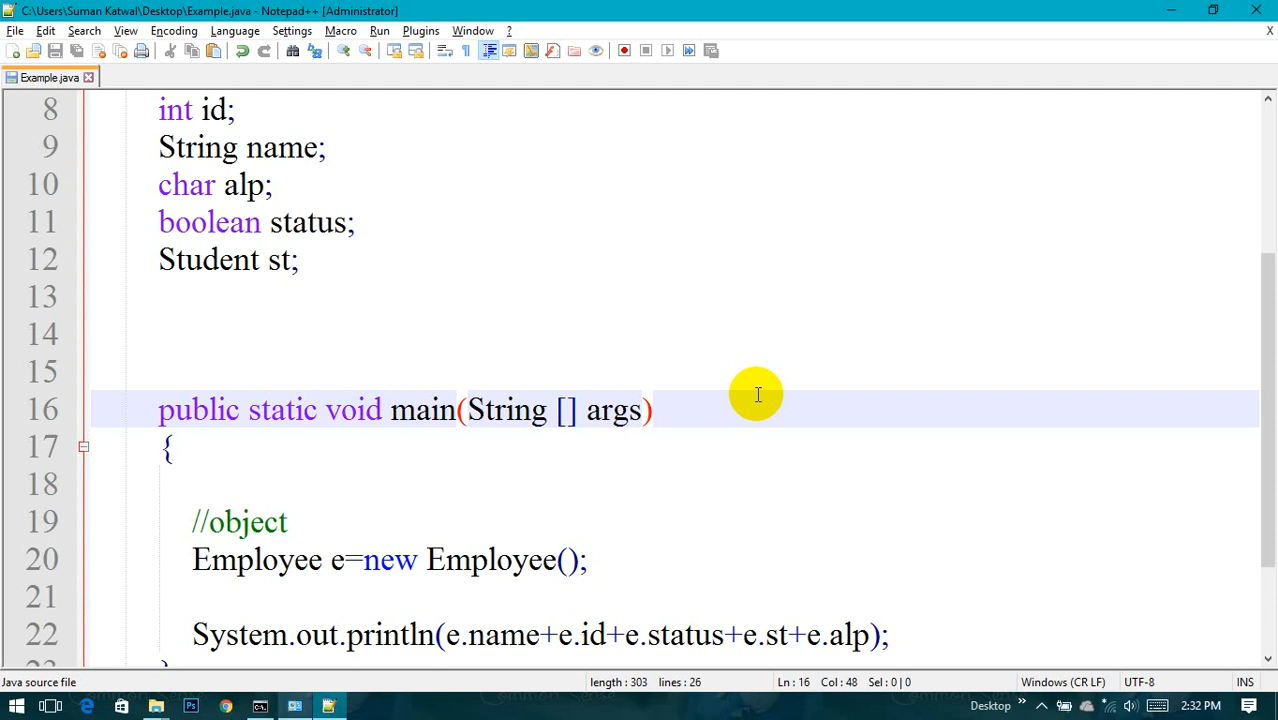 C:\Users\Suman Katwal\Desktop\Example.java - Notepad++ [Administrator]
File Edit Search View Encoding Language Settings Macro Run Plugins Window ? X
Example.java
8 int id;
9 String name;
10 char alp;
11 boolean status;
12 Student st;
13
14
15
16 public static void main(String [] args)
17 {
18
19 //object
20 Employee e=new Employee();
21
22 System.out.println(e.name+e.id+e.status+e.st+e.alp);
23 }
Java source file length : 303 lines : 26 Ln : 16 Col : 48 Sel : 0 | 0 Windows (CR LF) UTF-8 INS
Desktop 2:32 PM